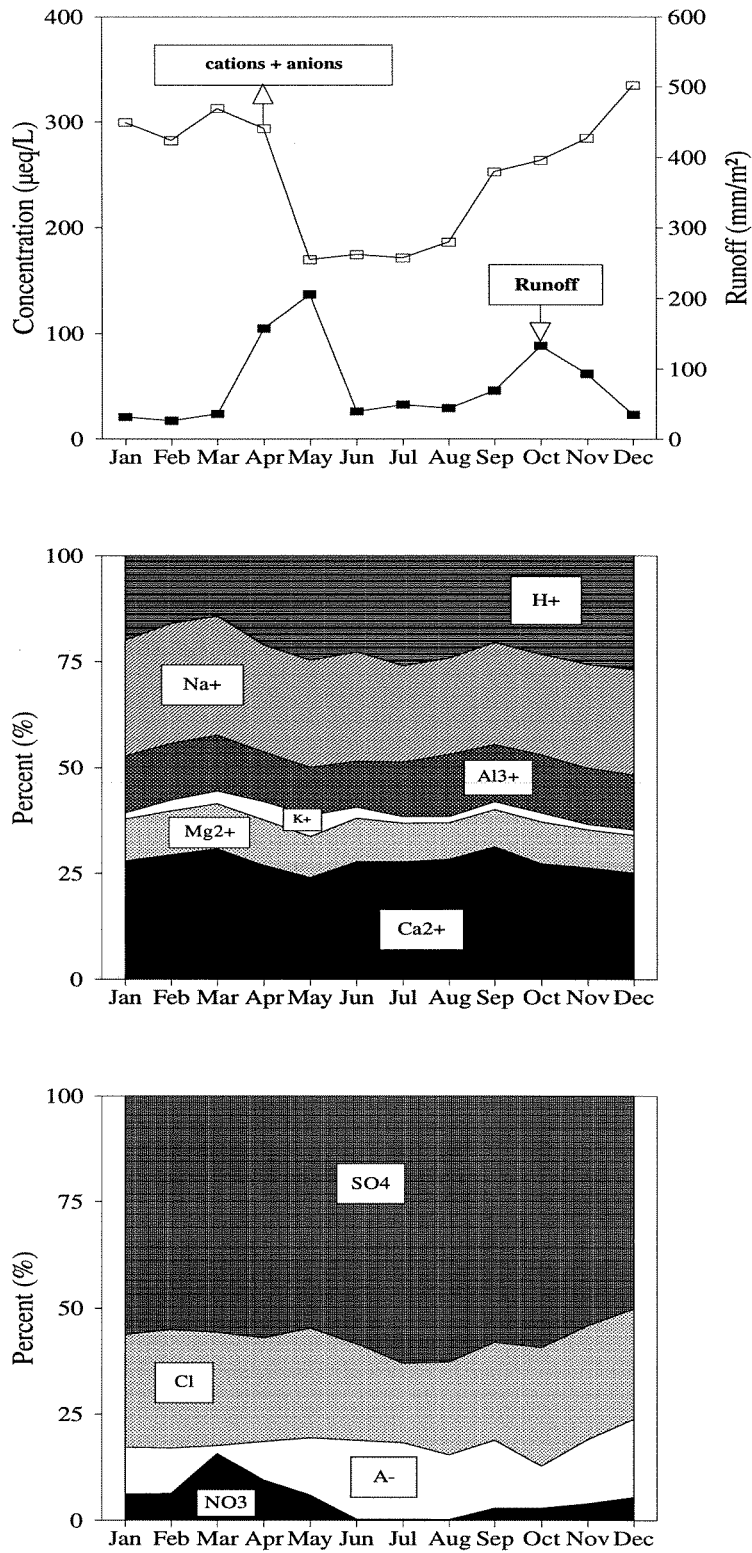 400
600
cations + anions
500
300
400
Concentration (µeq/L)
200
300
Runoff (mm/m²)
Runoff
200
100
100
0
0
Jan Feb Mar Apr May Jun Jul Aug Sep Oct Nov Dec
100
H+
75
Na+
Percent (%)
50
Al3+
K+
Mg2+
25
Ca2+
0
Jan Feb Mar Apr May Jun Jul Aug Sep Oct Nov Dec
100
SO4
75
Percent (%)
50
Cl
25
A-
NO3
0
Jan Feb Mar Apr May Jun Jul Aug Sep Oct Nov Dec